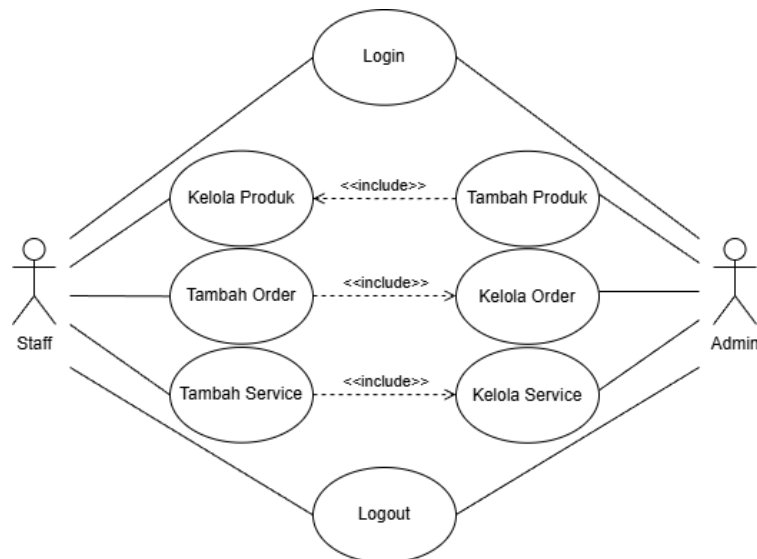 Login
<<include>>
Kelola Produk
Tambah Produk
<<include>>
Tambah Order
Kelola Order
Staff
Admin
<<include>>
Tambah Service
Kelola Service
Logout